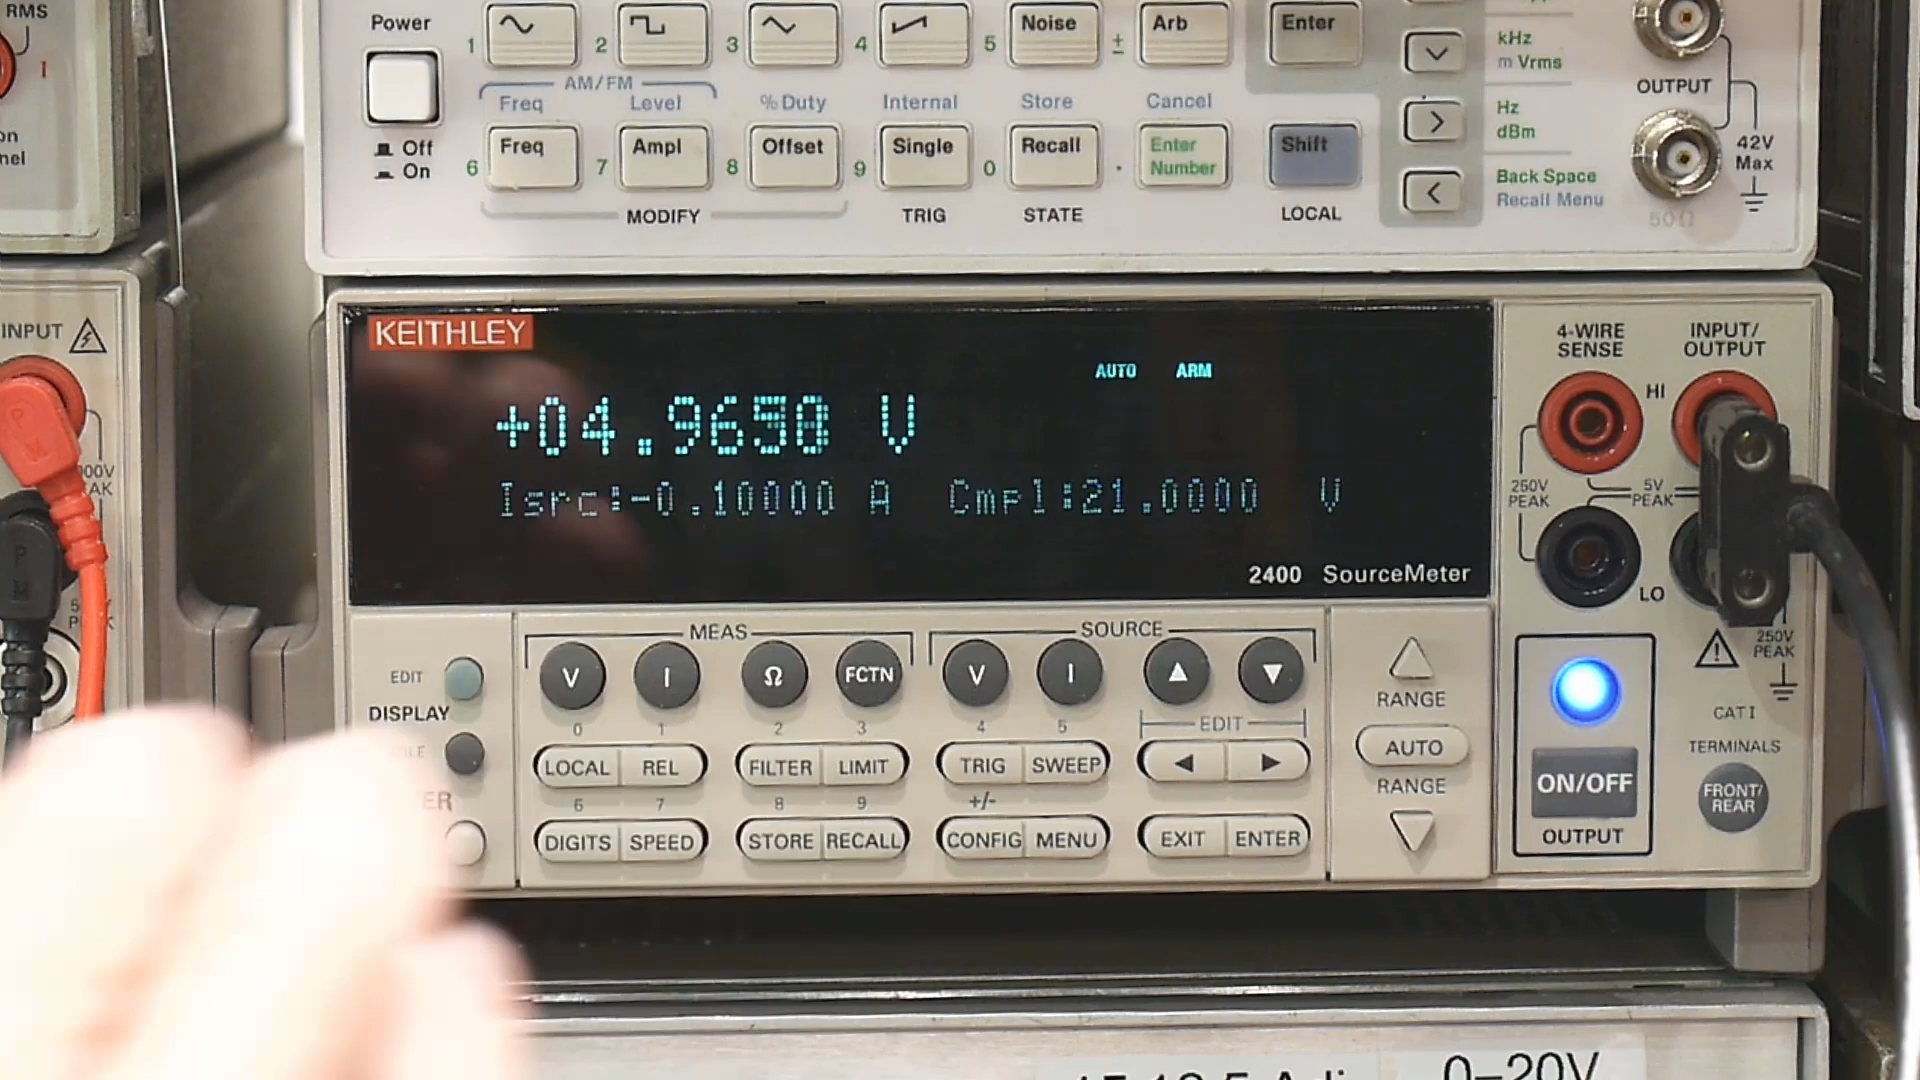 RMS
I
Power
Off
On
1
2
3
4
5
Noise
±
Arb
Enter
kHz
m Vrms
AM/FM
Freq
Level
% Duty
Internal
Store
Cancel
Hz
dBm
6
Freq
7
Ampl
8
Offset
9
Single
0
Recall
.
Enter
Number
Shift
Back Space
Recall Menu
MODIFY
TRIG
STATE
LOCAL
OUTPUT
42V
Max
50Ω
INPUT
KEITHLEY
AUTO ARM
V
Isrc:-0.10000 A Cmpl:21.0000 V
2400 SourceMeter
4-WIRE
SENSE
INPUT/
OUTPUT
HI
250V
PEAK
5V
PEAK
LO
250V
PEAK
CAT I
TERMINALS
FRONT/
REAR
ON/OFF
OUTPUT
EDIT
DISPLAY
MEAS
V
I
Ω
FCTN
SOURCE
V
I
▲
▼
0
1
2
3
4
5
EDIT
LOCAL
REL
FILTER
LIMIT
TRIG
SWEEP
◀
▶
6
7
8
9
+/-
DIGITS
SPEED
STORE
RECALL
CONFIG
MENU
EXIT
ENTER
RANGE
AUTO
RANGE
0-20V